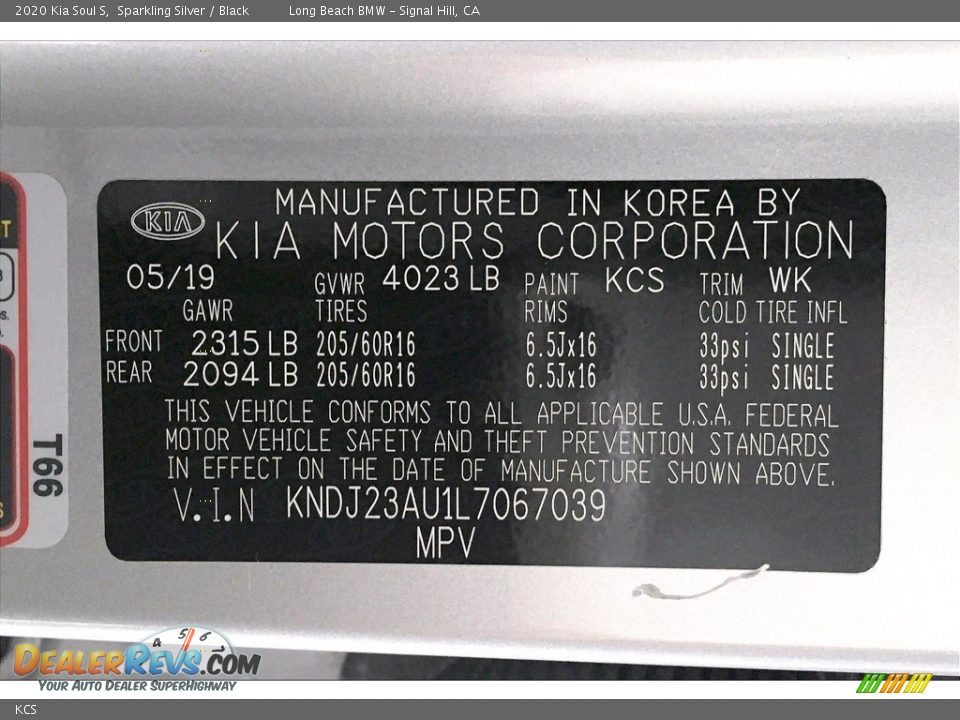 2020 Kia Soul S, Sparkling Silver / Black Long Beach BMW - Signal Hill, CA
MANUFACTURED IN KOREA BY
KIA KIA MOTORS CORPORATION
05/19 GVWR 4023 LB PAINT KCS TRIM WK
GAWR TIRES RIMS COLD TIRE INFL
FRONT 2315 LB 205/60R16 6.5Jx16 33psi SINGLE
REAR 2094 LB 205/60R16 6.5Jx16 33psi SINGLE
THIS VEHICLE CONFORMS TO ALL APPLICABLE U.S.A. FEDERAL
MOTOR VEHICLE SAFETY AND THEFT PREVENTION STANDARDS
IN EFFECT ON THE DATE OF MANUFACTURE SHOWN ABOVE.
V.I.N KNDJ23AU1L7067039
MPV
T66
4 5 6
DEALERREVS.COM
YOUR AUTO DEALER SUPERHIGHWAY
KCS